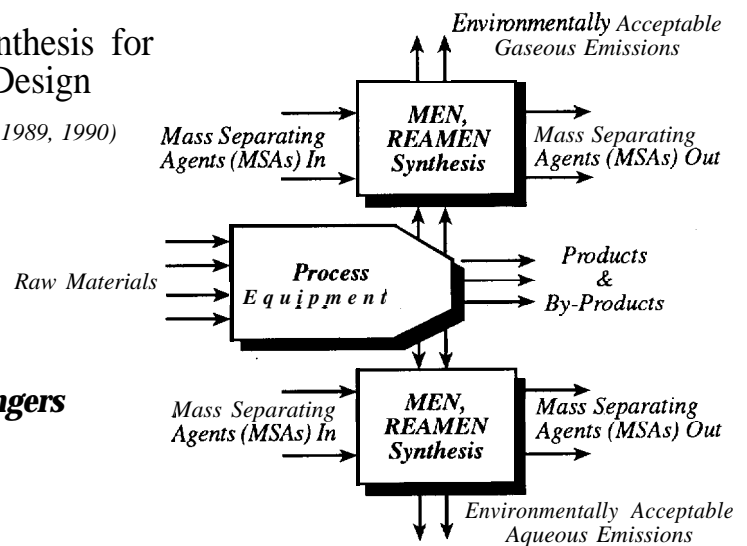 nthesis for
Design
1989, 1990)
Environmentally Acceptable
Gaseous Emissions
MEN,
REAMEN
Synthesis
Mass Separating
Agents (MSAs) In
Mass Separating
Agents (MSAs) Out
Raw Materials
Process
Equipment
Products
&
By-Products
ngers
Mass Separating
Agents (MSAs) In
MEN,
REAMEN
Synthesis
Mass Separating
Agents (MSAs) Out
Environmentally Acceptable
Aqueous Emissions